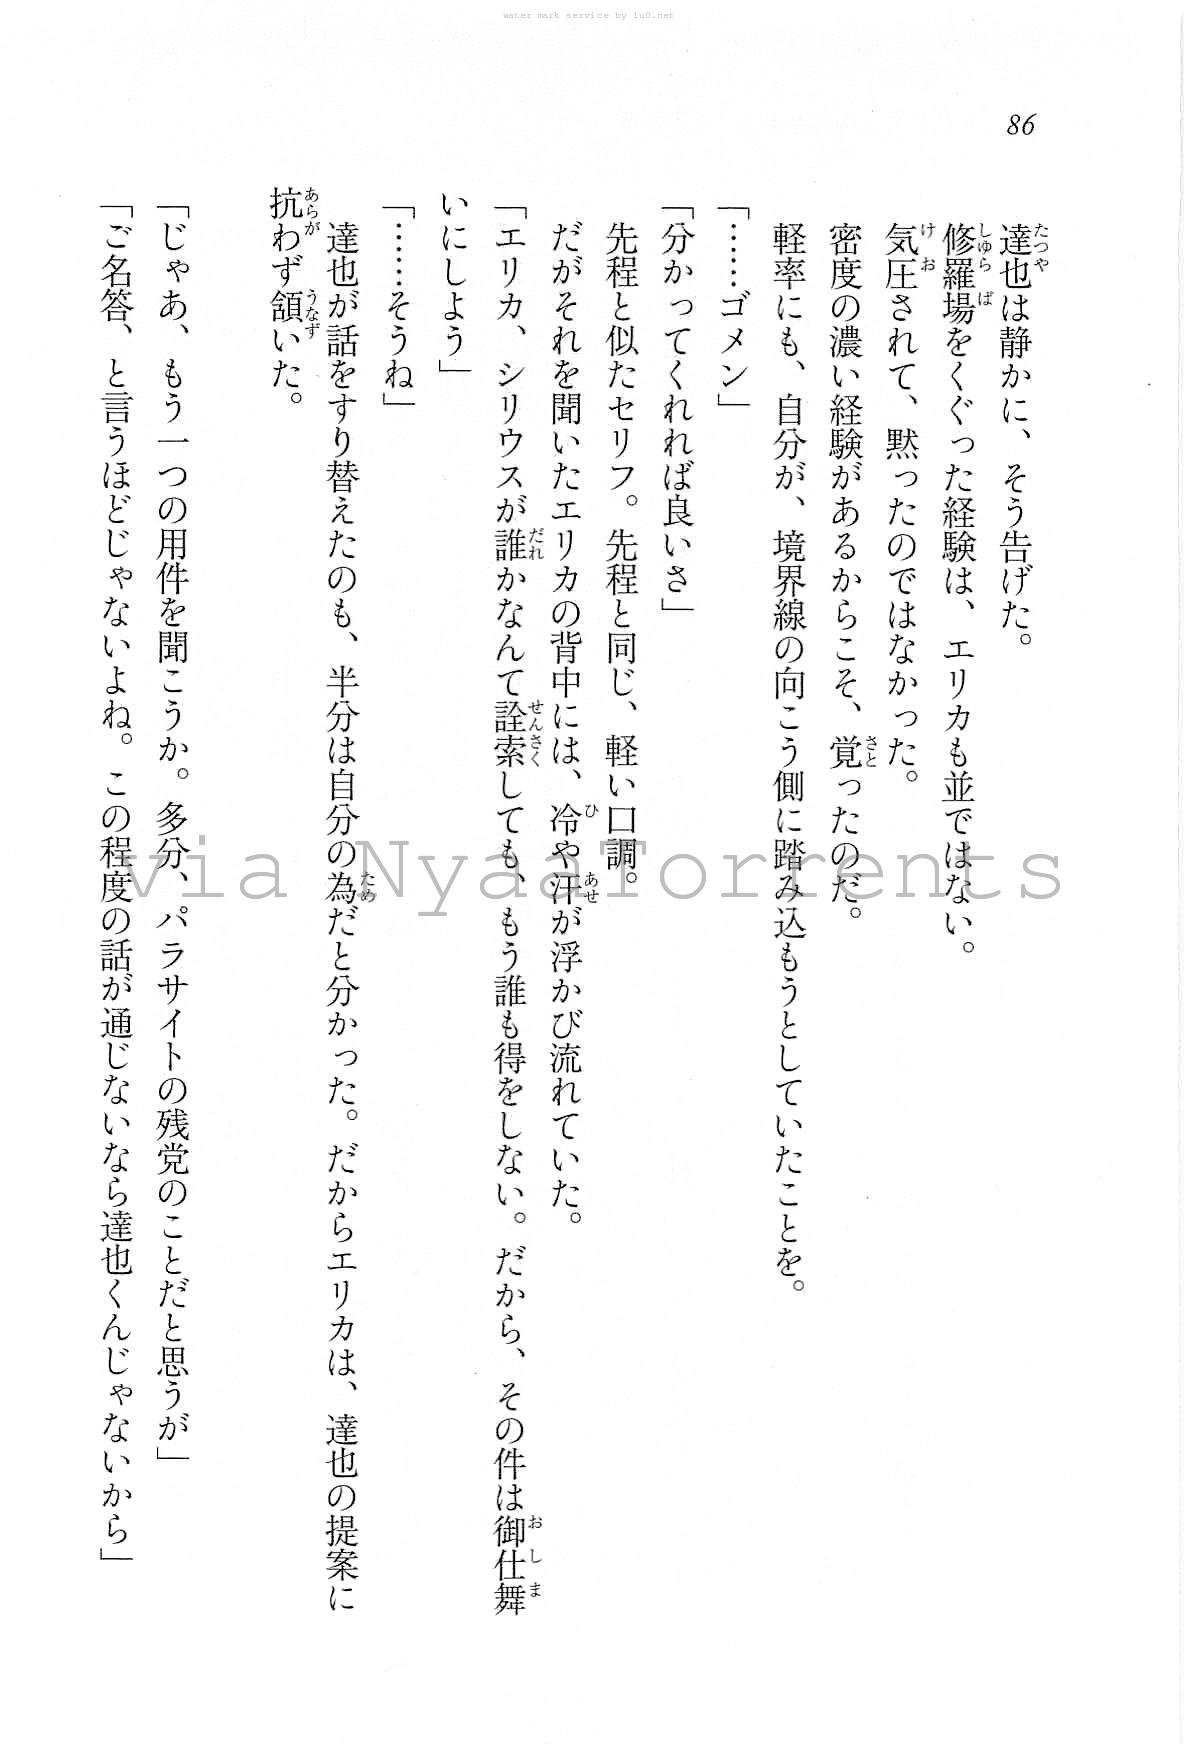 water mark service by lu0.net
86
達也は静かに、そう告げた。
修羅場をくぐった経験は、エリカも並ではない。
気圧されて、黙ったのではなかった。
密度の濃い経験があるからこそ、覚ったのだ。
軽率にも、自分が、境界線の向こう側に踏み込もうとしていたことを。
「……ゴメン」
「分かってくれれば良いさ」
先程と似たセリフ。先程と同じ、軽い口調。
だがそれを聞いたエリカの背中には、冷や汗が浮かび流れていた。
「エリカ、シリウスが誰かなんて詮索しても、もう誰も得をしない。だから、その件は御仕舞
いにしよう」
「……そうね」
達也が話をすり替えたのも、半分は自分の為だと分かった。だからエリカは、達也の提案に
抗わず頷いた。
「じゃあ、もう一つの用件を聞こうか。多分、パラサイトの残党のことだと思うが」
「ご名答、と言うほどじゃないよね。この程度の話が通じないなら達也くんじゃないから」
via NyaaTorrents